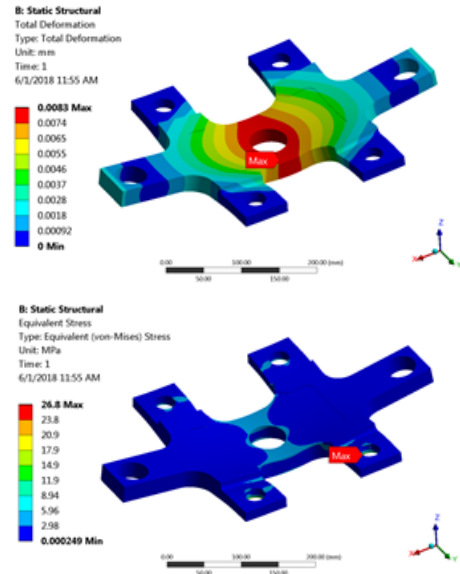 B: Static Structural
Total Deformation
Type: Total Deformation
Unit: mm
Time: 1
6/1/2018 11:55 AM
0.0083 Max
0.0074
0.0065
0.0055
0.0046
0.0037
0.0028
0.0018
0.00092
0 Min
Max
0.00
50.00
100.00
150.00
200.00 (mm)
X
Y
Z
B: Static Structural
Equivalent Stress
Type: Equivalent (von-Mises) Stress
Unit: MPa
Time: 1
6/1/2018 11:55 AM
26.8 Max
23.8
20.9
17.9
14.9
11.9
8.94
5.96
2.98
0.000249 Min
Max
0.00
50.00
100.00
150.00
200.00 (mm)
X
Y
Z